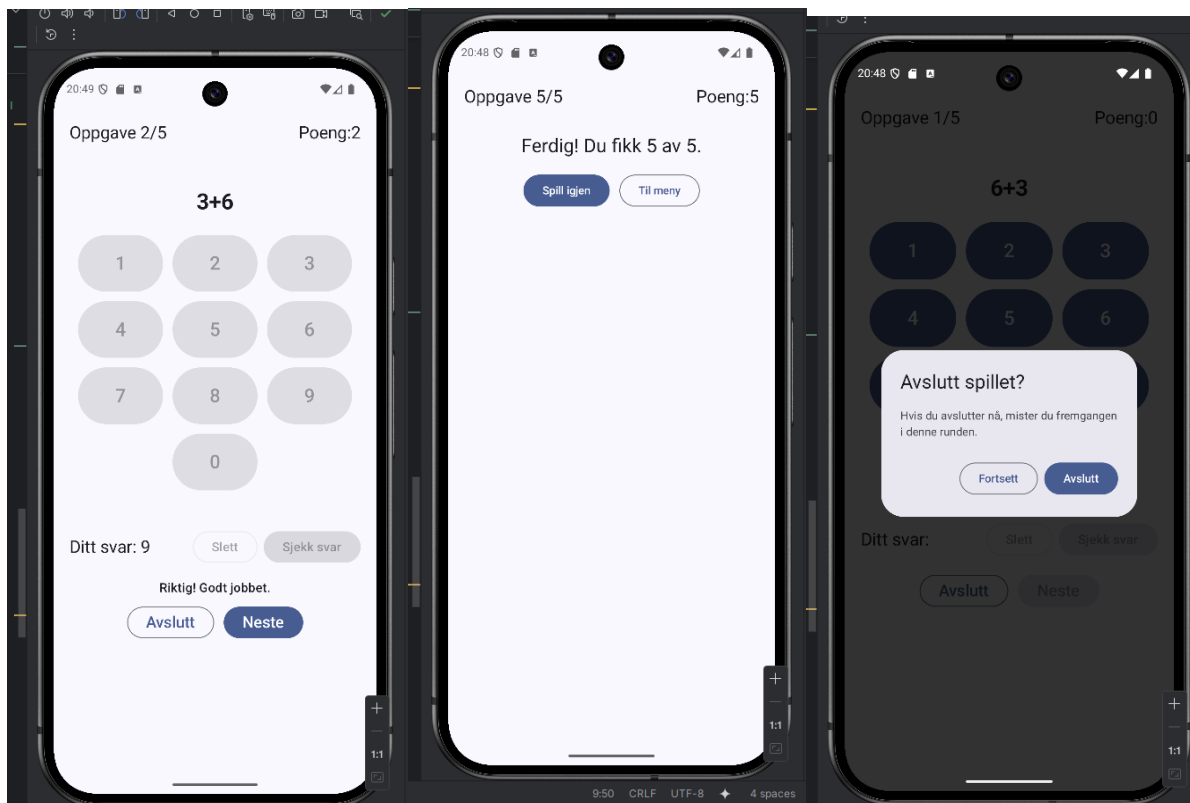 20:49
Oppgave 2/5 Poeng:2
3+6
1 2 3
4 5 6
7 8 9
0
Ditt svar: 9 Slett Sjekk svar
Riktig! Godt jobbet.
Avslutt Neste
1:1
20:48
Oppgave 5/5 Poeng:5
Ferdig! Du fikk 5 av 5.
Spill igjen Til meny
1:1
9:50 CRLF UTF-8 4 spaces
20:48
Oppgave 1/5 Poeng:0
6+3
1 2 3
4 5 6
Avslutt spillet?
Hvis du avslutter nå, mister du fremgangen
i denne runden.
Fortsett Avslutt
Ditt svar: Slett Sjekk svar
Avslutt Neste
1:1